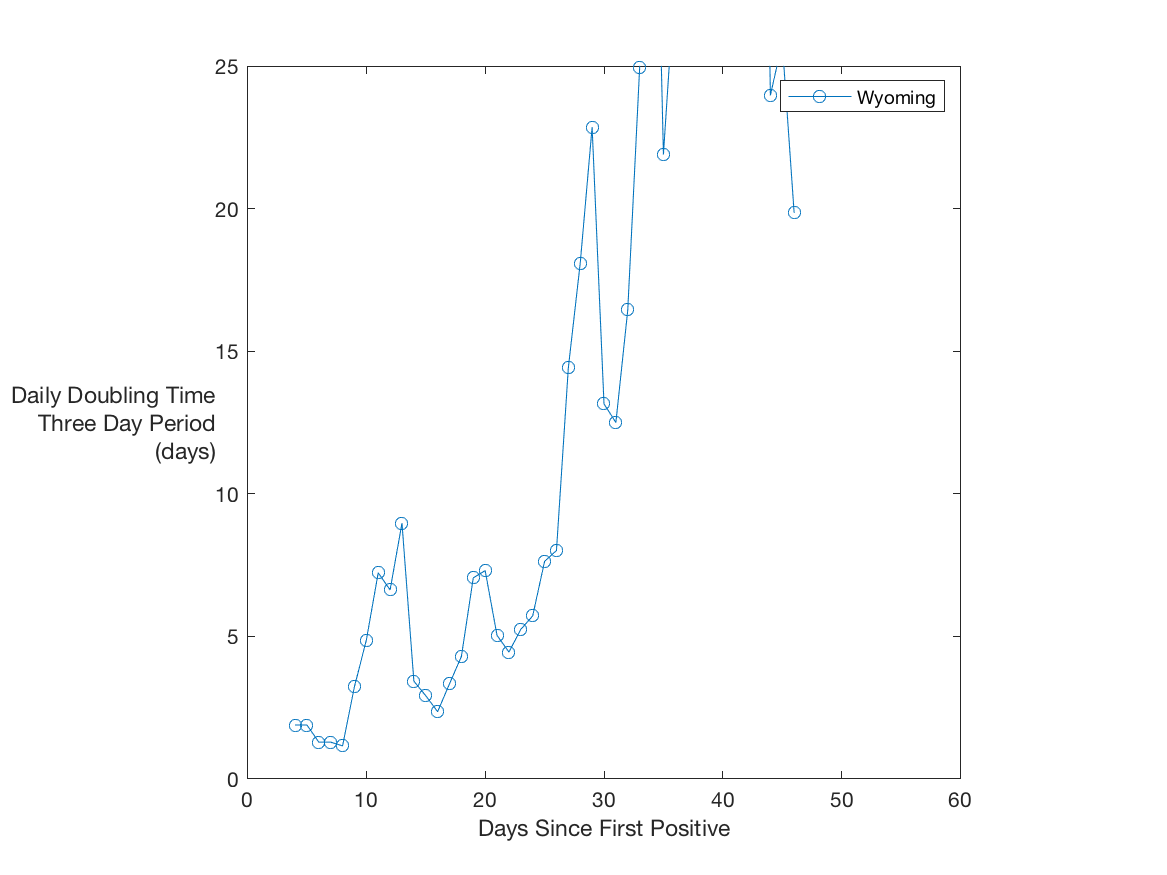 25
20
15
10
5
0
Daily Doubling Time
Three Day Period
(days)
Wyoming
0 10 20 30 40 50 60
Days Since First Positive